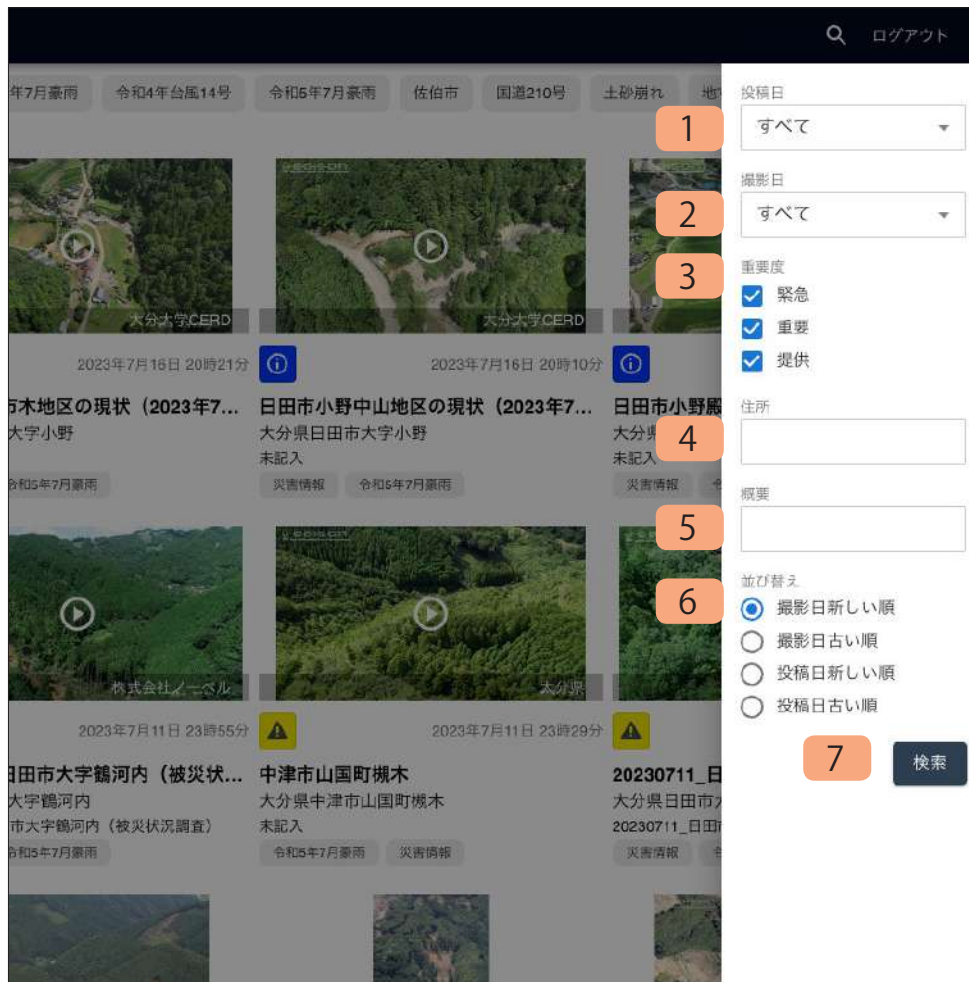 ログアウト
年7月豪雨 令和4年台風14号 令和5年7月豪雨 佐伯市 国道210号 土砂崩れ
投稿日
1 すべて
撮影日
2 すべて
3 重要度
緊急
重要
提供
住所
4
概要
5
並び替え
6 撮影日新しい順
撮影日古い順
投稿日新しい順
投稿日古い順
7 検索
大分大学CERD
2023年7月16日 20時21分
市木地区の現状（2023年7...
大字小野
令和5年7月豪雨
大分大学CERD
2023年7月16日 20時10分
日田市小野中山地区の現状（2023年7...
大分県日田市大字小野
未記入
災害情報 令和5年7月豪雨
日田市小野殿
大分県
未記入
災害情報
株式会社ノーベル
2023年7月11日 23時55分
日田市大字鶴河内（被災状...
大字鶴河内
市大字鶴河内（被災状況調査）
令和5年7月豪雨
大分県
2023年7月11日 23時29分
中津市山国町槻木
大分県中津市山国町槻木
未記入
令和5年7月豪雨 災害情報
20230711_日
大分県日田市
20230711_日田
災害情報